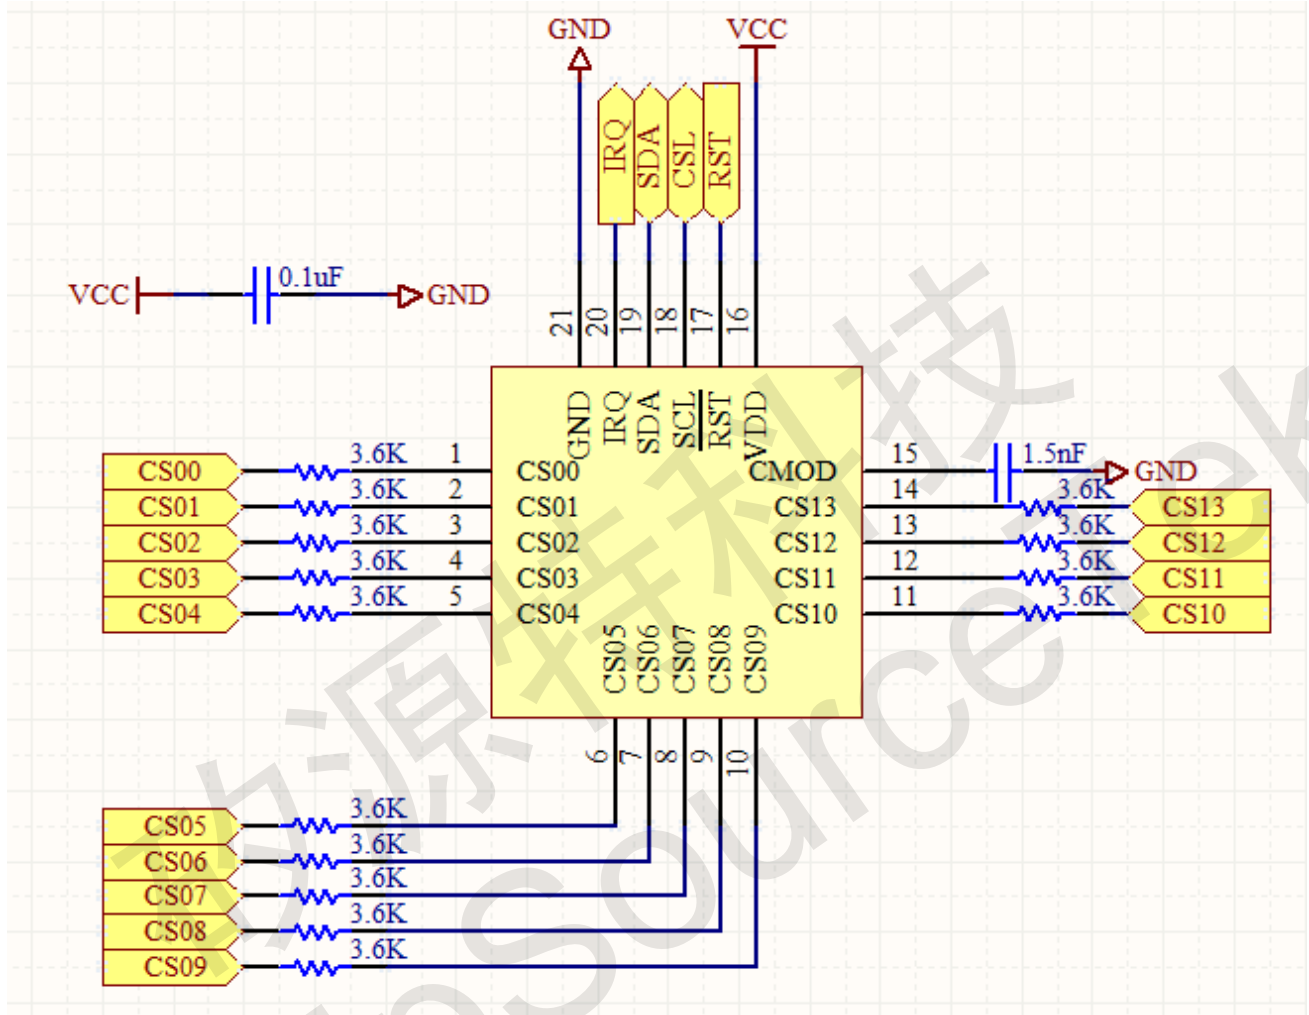 GND
VCC
IRQ
SDA
CSL
RST
VCC
0.1uF
GND
21
20
19
18
17
16
GND
IRQ
SDA
SCL
RST
VDD
CS00
3.6K
1
CS00
CMOD
15
1.5nF
GND
CS01
3.6K
2
CS01
CS13
14
3.6K
CS13
CS02
3.6K
3
CS02
CS12
13
3.6K
CS12
CS03
3.6K
4
CS03
CS11
12
3.6K
CS11
CS04
3.6K
5
CS04
CS10
11
3.6K
CS10
CS05
CS06
CS07
CS08
CS09
6
7
8
9
10
CS05
3.6K
CS06
3.6K
CS07
3.6K
CS08
3.6K
CS09
3.6K
源特科技